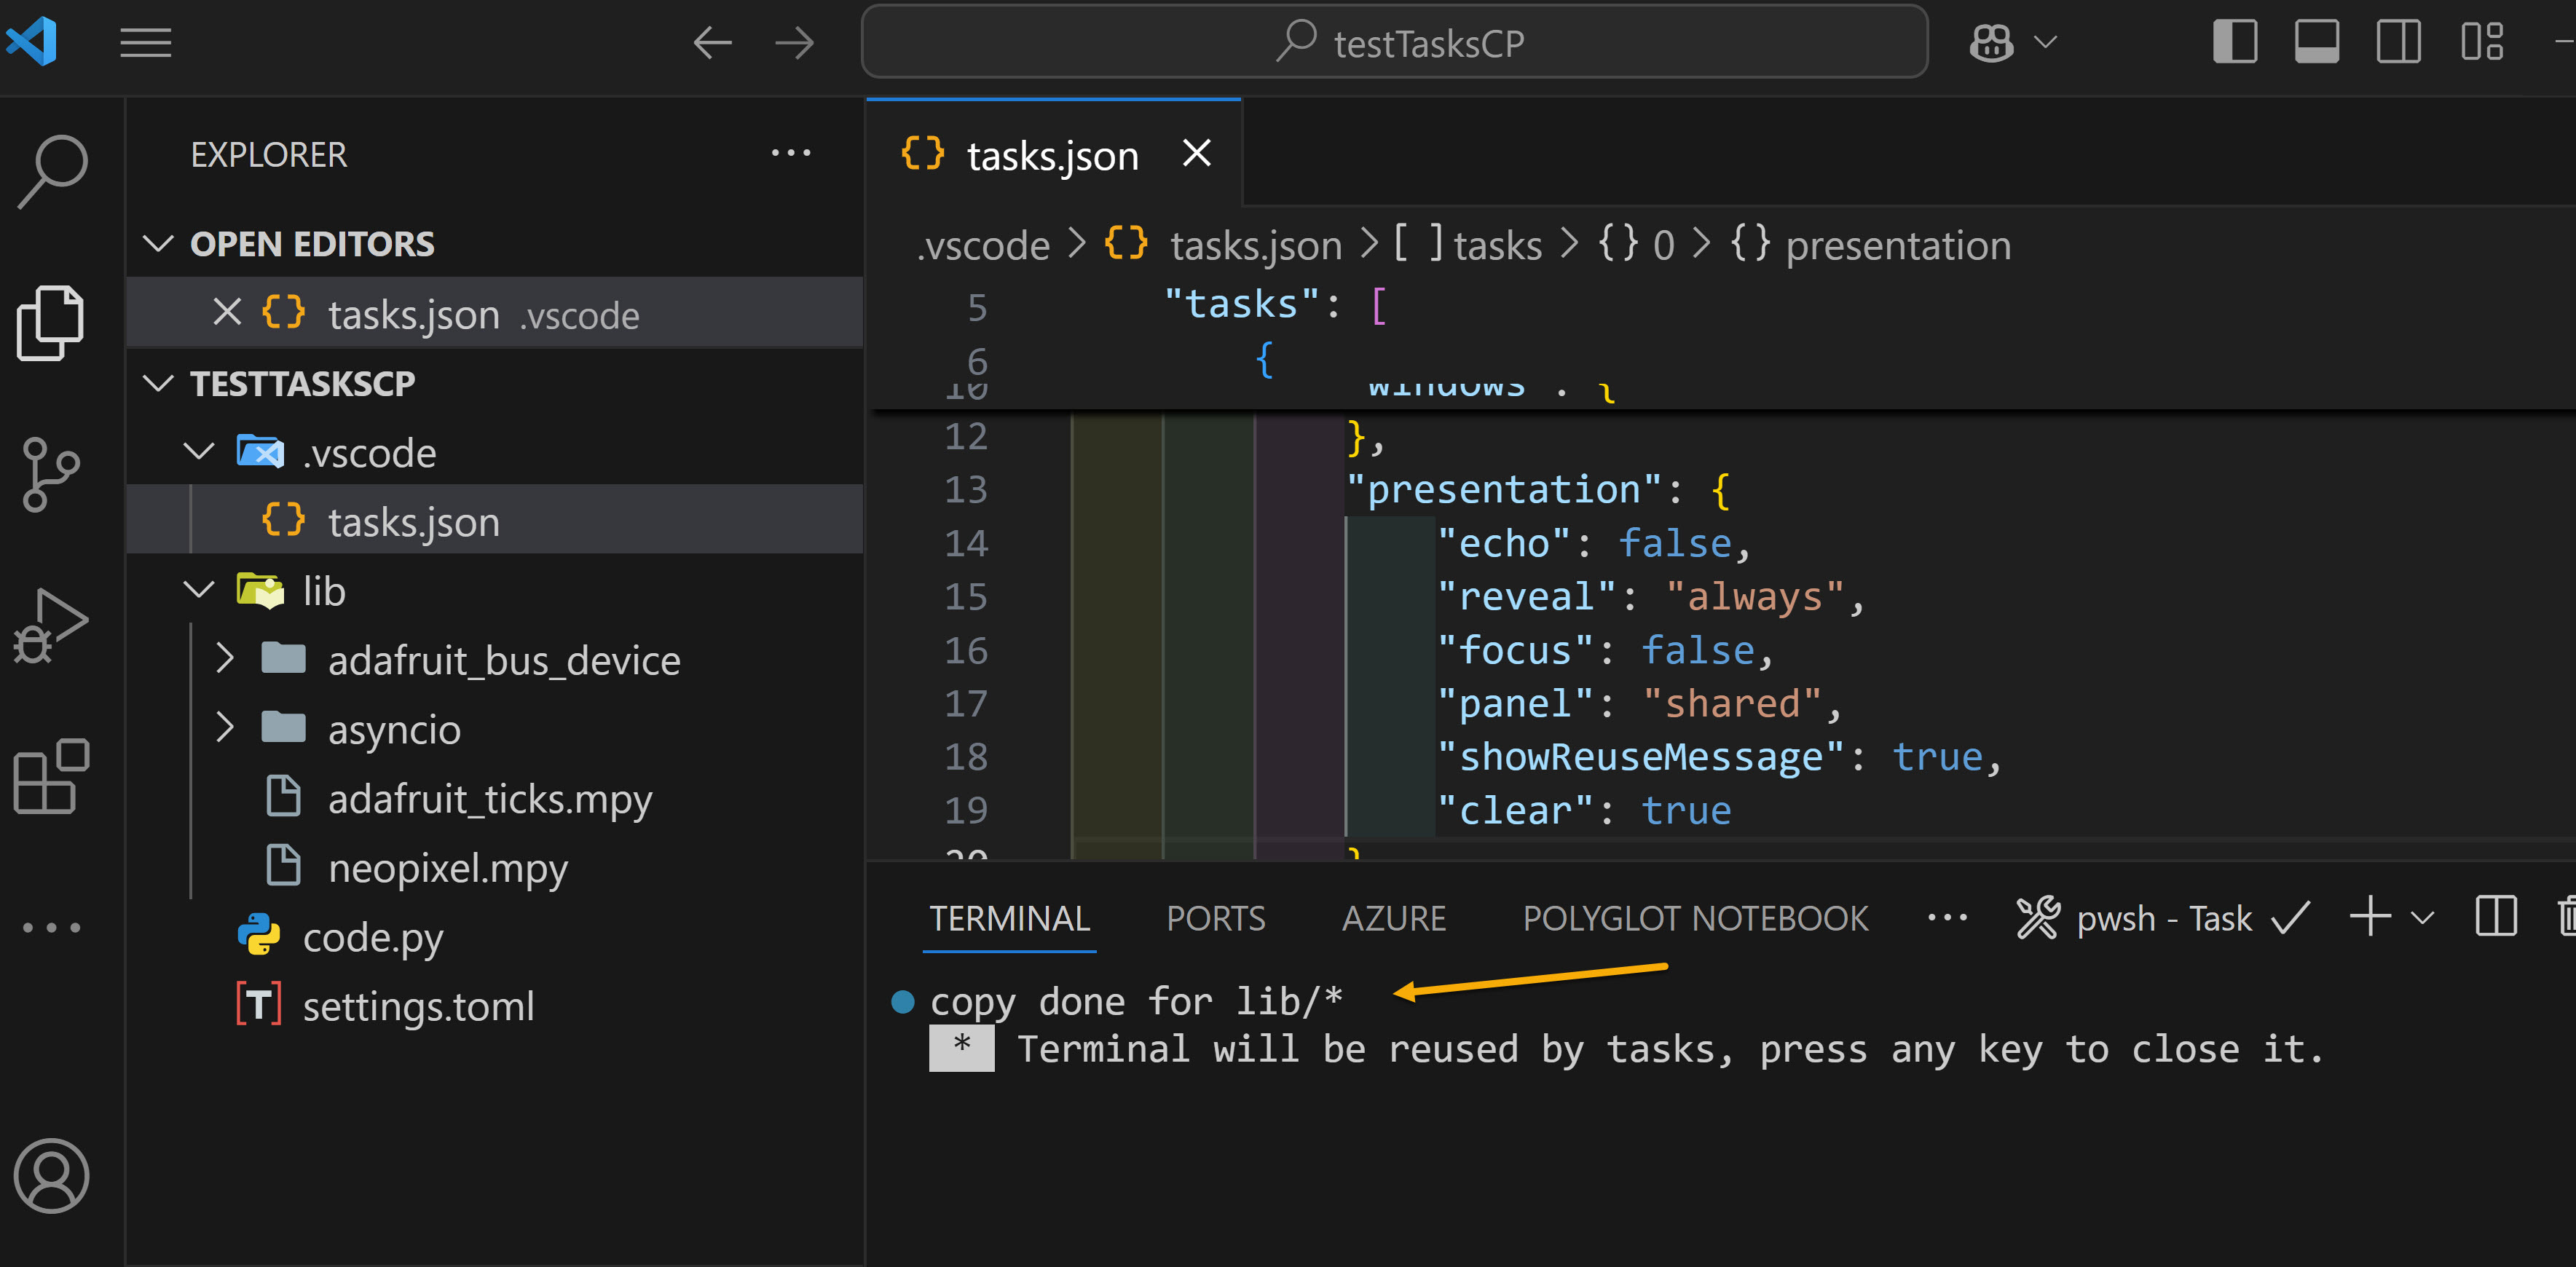 testTasksCP
EXPLORER
OPEN EDITORS
tasks.json .vscode
TESTTASKSCP
.vscode
tasks.json
lib
adafruit_bus_device
asyncio
adafruit_ticks.mpy
neopixel.mpy
code.py
settings.toml
tasks.json
.vscode > {} tasks.json > [ ] tasks > {} 0 > {} presentation
5 "tasks": [
6 {
10 "windows": {
12 },
13 "presentation": {
14 "echo": false,
15 "reveal": "always",
16 "focus": false,
17 "panel": "shared",
18 "showReuseMessage": true,
19 "clear": true
20 }
TERMINAL PORTS AZURE POLYGLOT NOTEBOOK ... pwsh - Task
copy done for lib/*
* Terminal will be reused by tasks, press any key to close it.